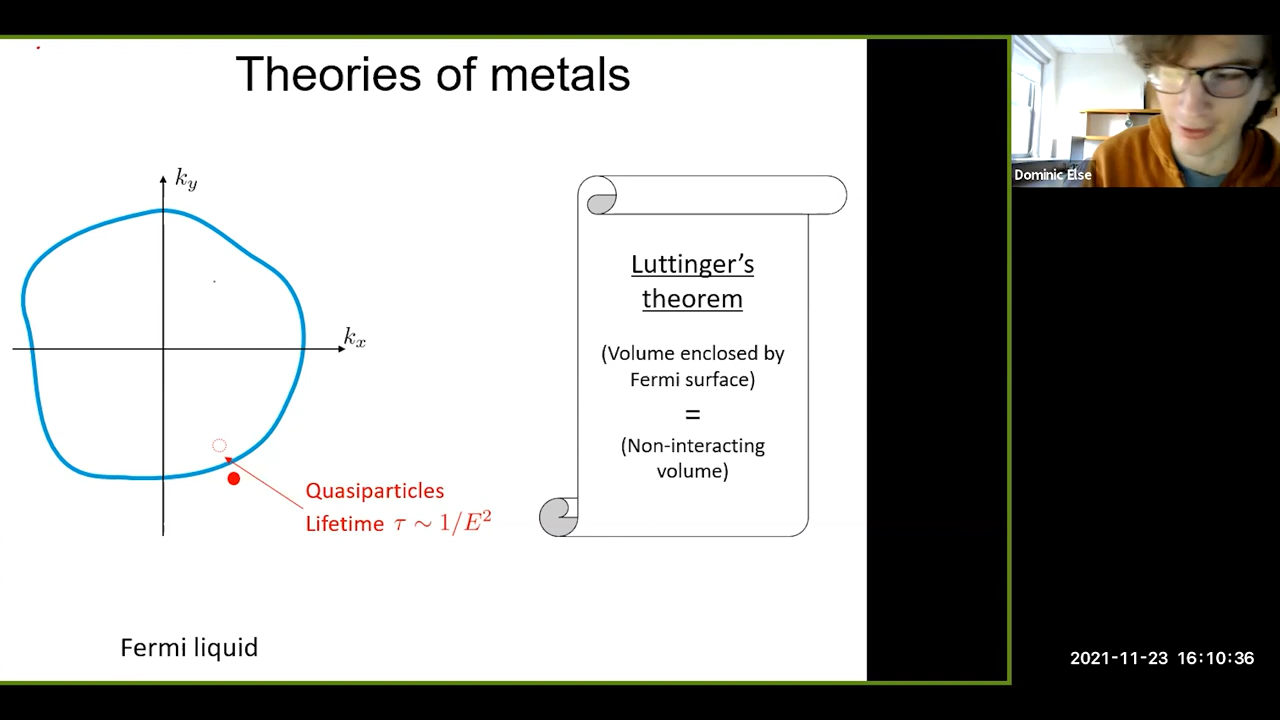 Theories of metals
k_y
k_x
Quasiparticles
Lifetime τ ∼ 1/E²
Fermi liquid
Luttinger's
theorem
(Volume enclosed by
Fermi surface)
=
(Non-interacting
volume)
Dominic Else
2021-11-23 16:10:36